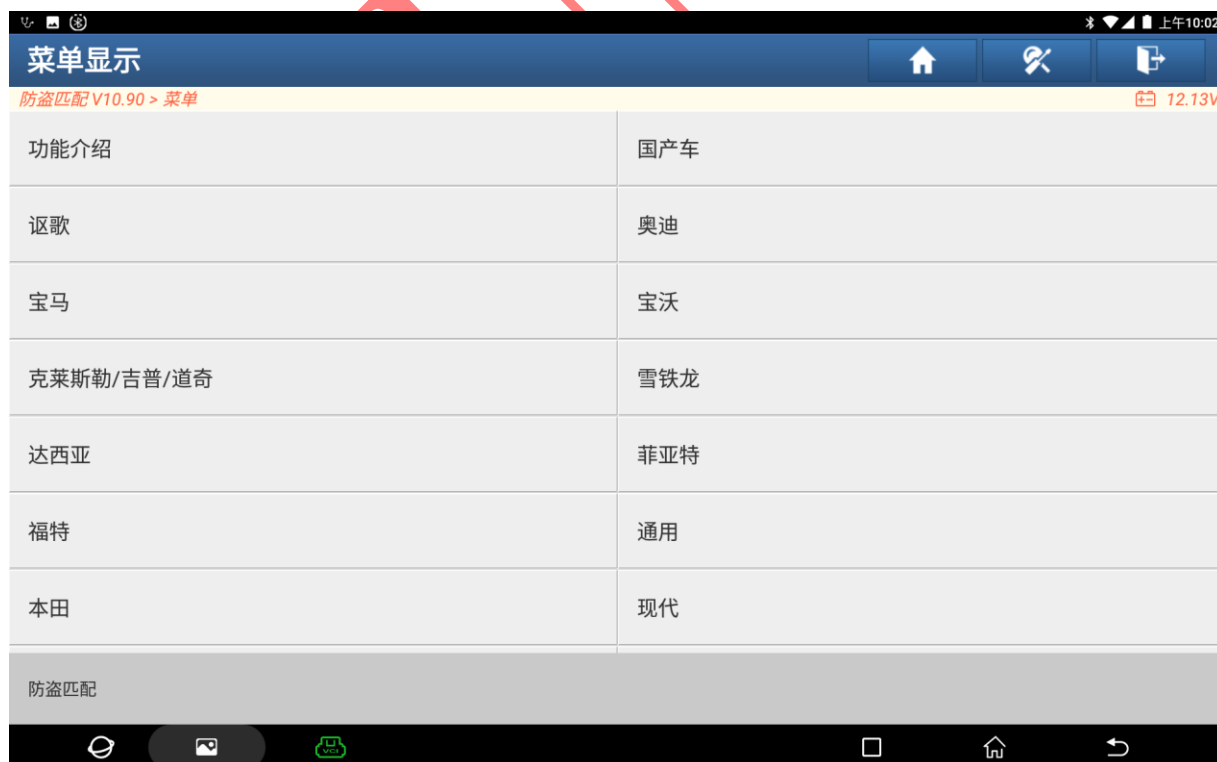 上午10:02
菜单显示
防盗匹配 V10.90 > 菜单
12.13V
功能介绍
国产车
讴歌
奥迪
宝马
宝沃
克莱斯勒/吉普/道奇
雪铁龙
达西亚
菲亚特
福特
通用
本田
现代
防盗匹配
VCI